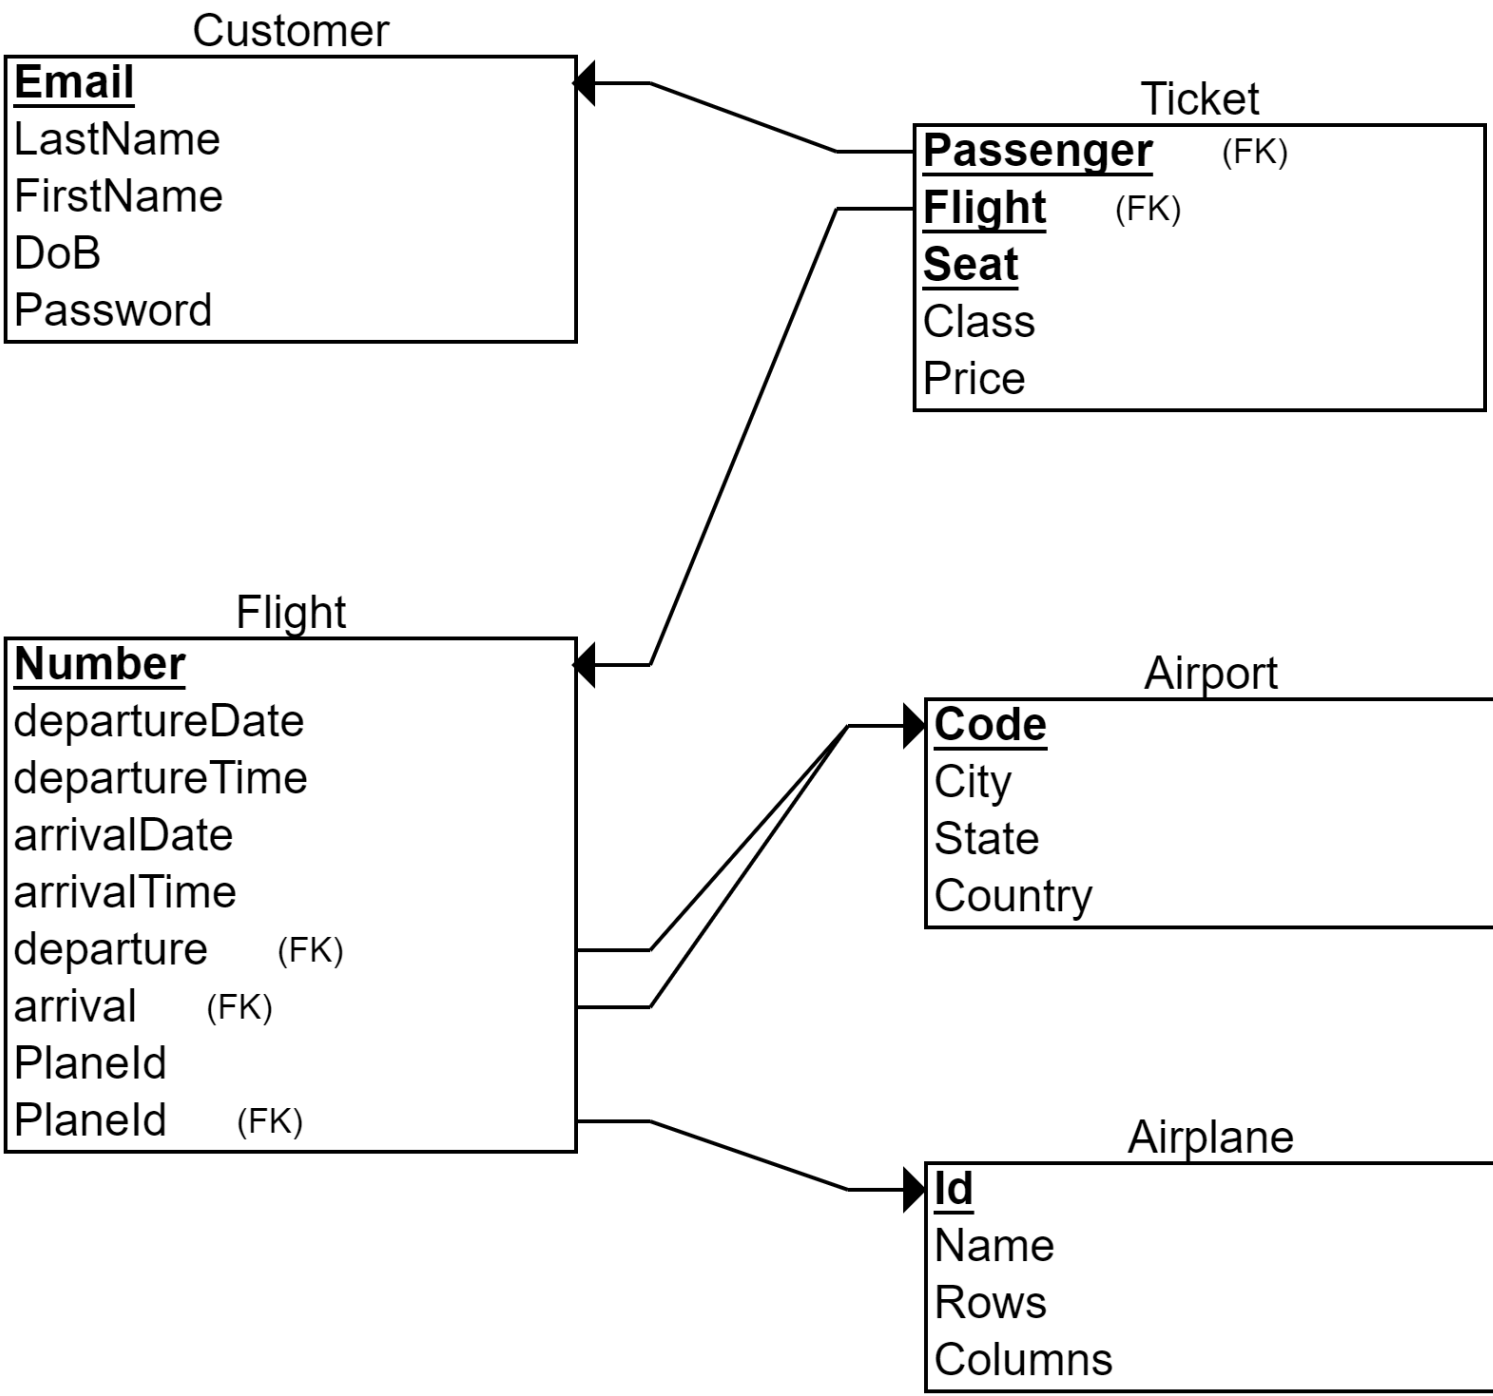 Customer
Email
LastName
FirstName
DoB
Password
Ticket
Passenger (FK)
Flight (FK)
Seat
Class
Price
Flight
Number
departureDate
departureTime
arrivalDate
arrivalTime
departure (FK)
arrival (FK)
PlaneId
PlaneId (FK)
Airport
Code
City
State
Country
Airplane
Id
Name
Rows
Columns